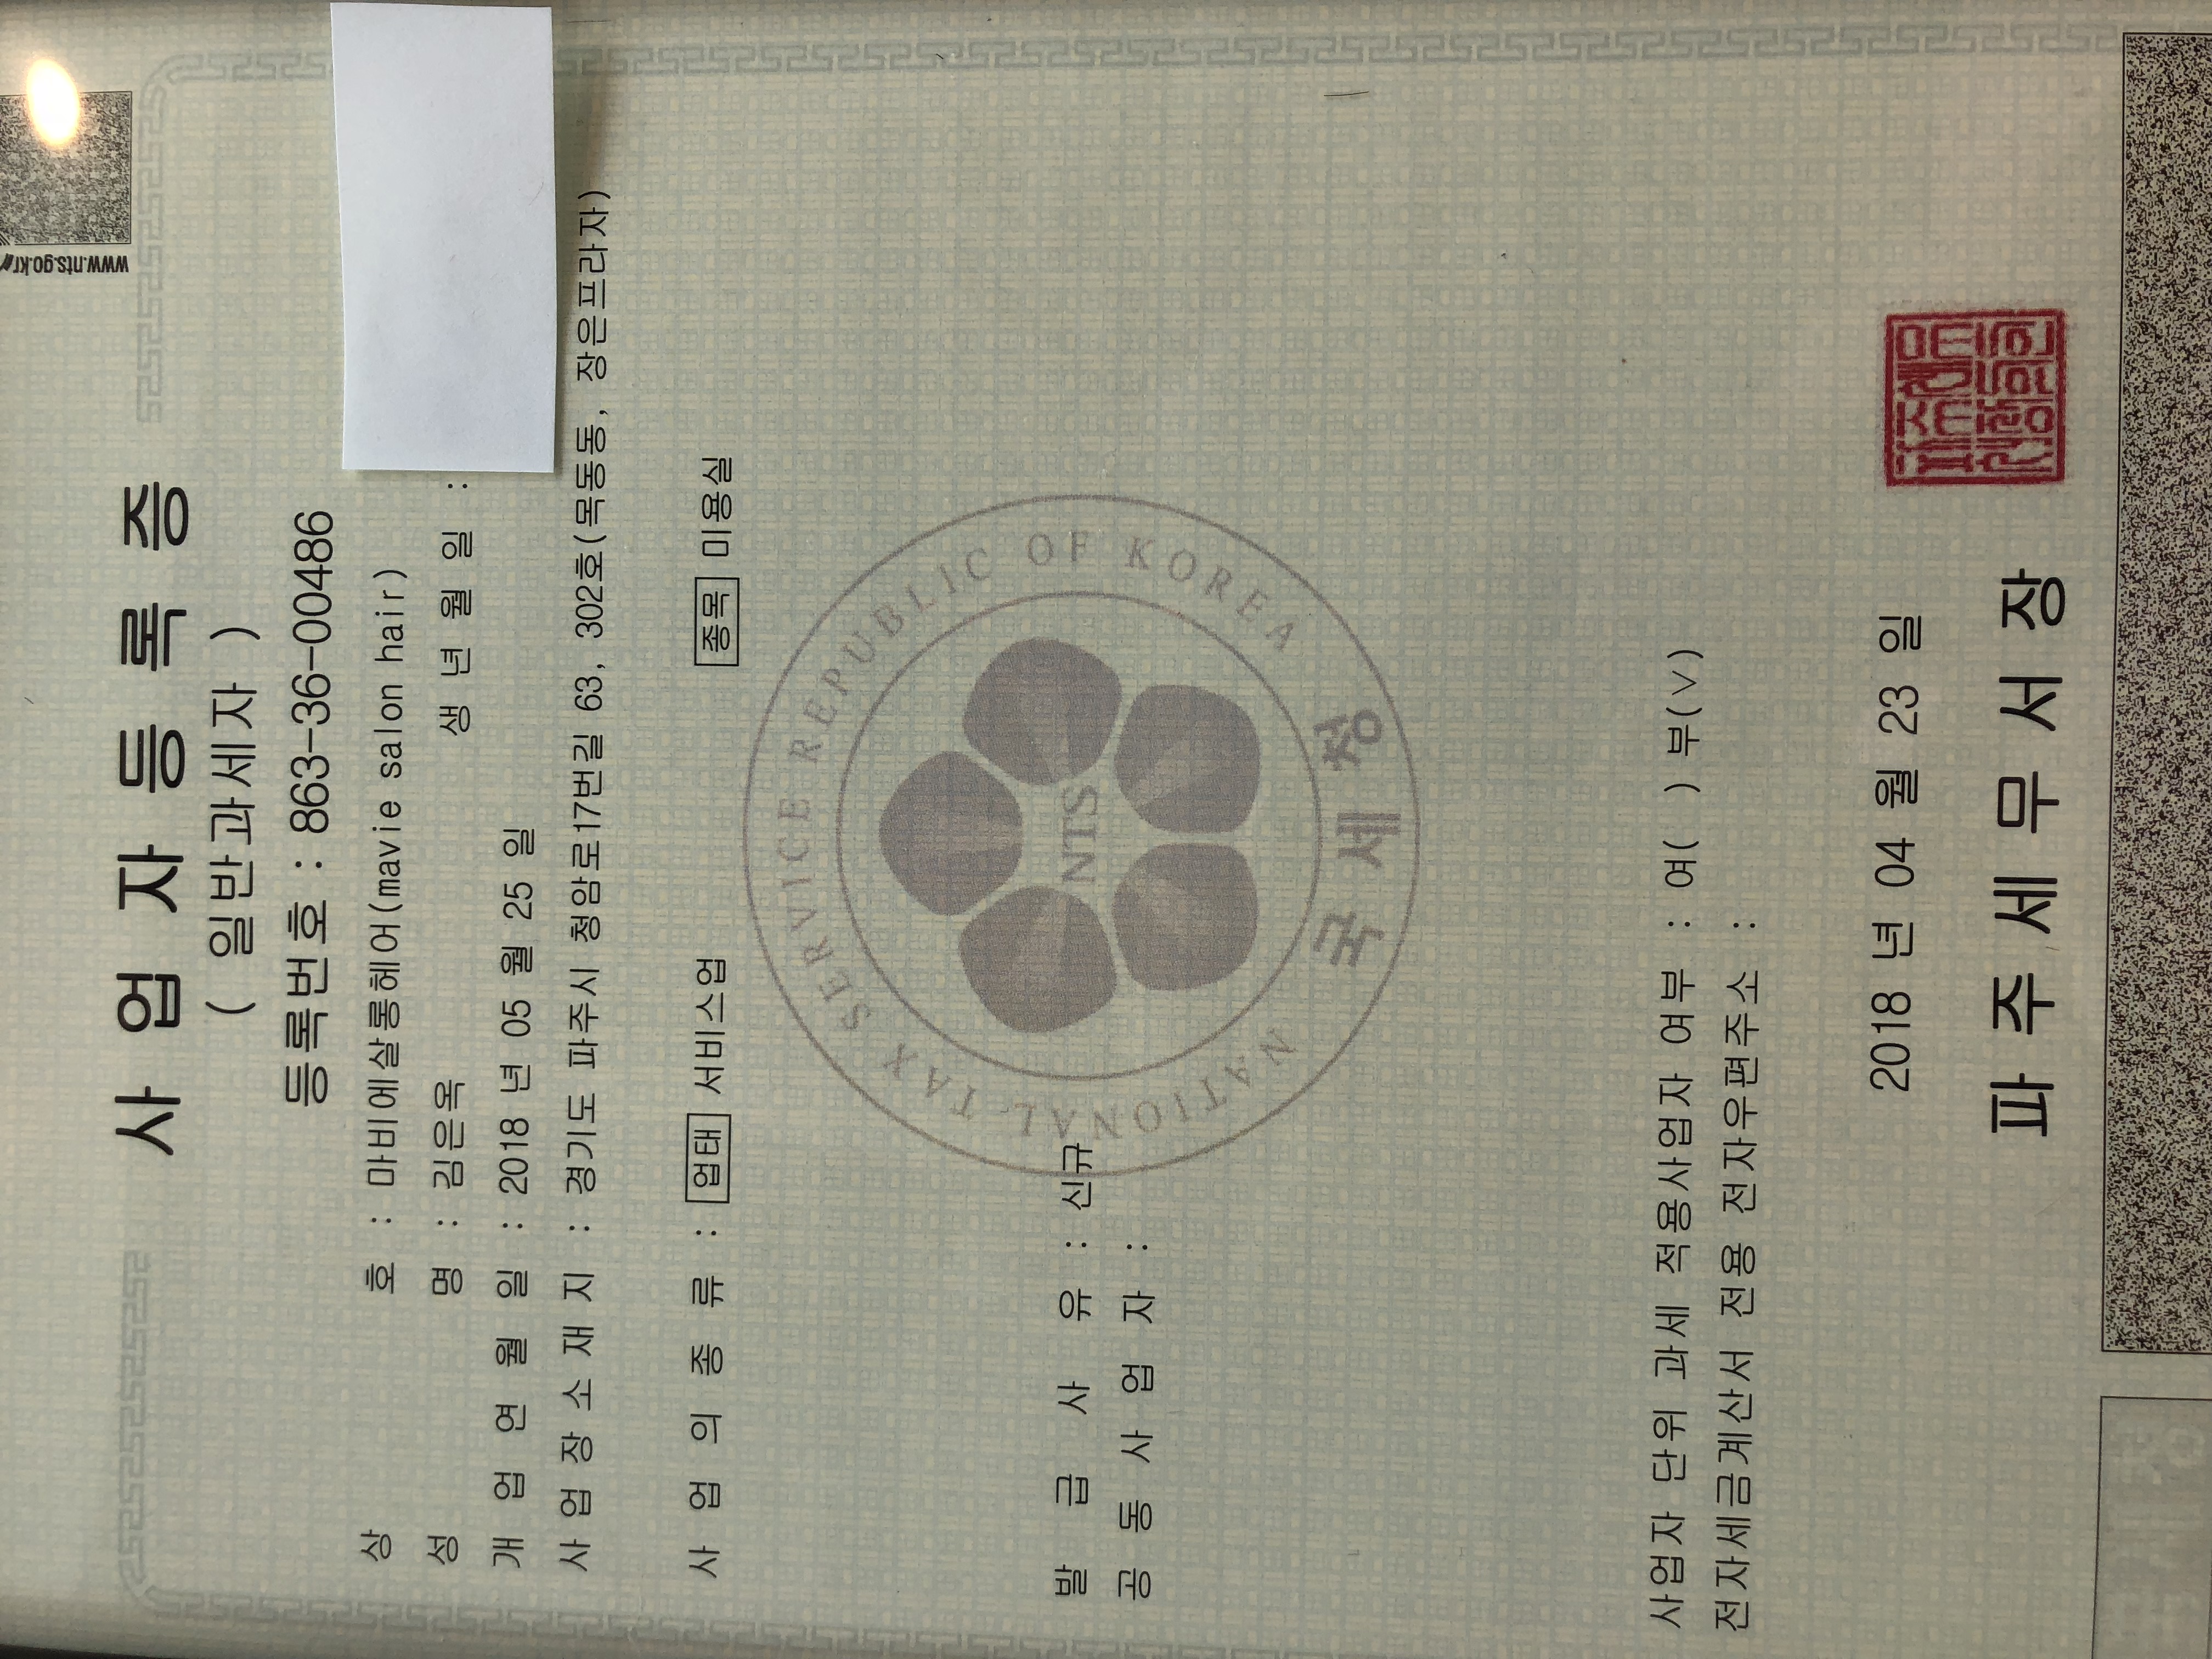 www.nts.go.kr
사 업 자 등 록 증
( 일반과세자 )
등록번호 : 863-36-00486
상 호 : 마비에살롱헤어(mavie salon hair)
성 명 : 김은옥 생 년 월 일 :
개 업 연 월 일 : 2018 년 05 월 25 일
사 업 장 소 재 지 : 경기도 파주시 청암로17번길 63, 302호(목동동, 장은프라자)
사 업 의 종 류 : 업태 서비스업 종목 미용실
NATIONAL TAX SERVICE REPUBLIC OF KOREA
NTS
국세청
발 급 사 유 : 신규
공 동 사 업 자 :
사업자 단위 과세 적용사업자 여부 : 여( ) 부(∨)
전자세금계산서 전용 전자우편주소 :
2018 년 04 월 23 일
파 주 세 무 서 장
파주세무서장의인